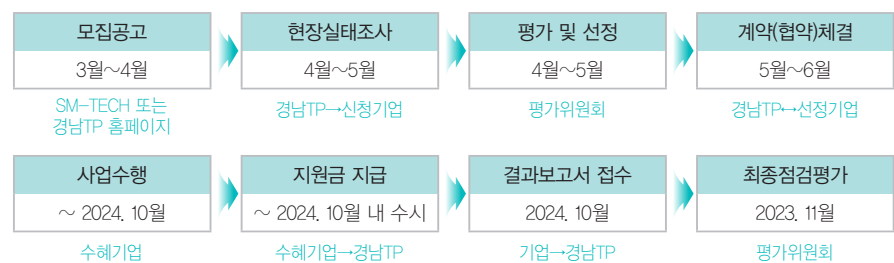 모집공고
현장실태조사
평가 및 선정
계약(협약)체결
3월~4월
4월~5월
4월~5월
5월~6월
SM-TECH 또는
경남TP 홈페이지
경남TP→신청기업
평가위원회
경남TP↔선정기업
사업수행
지원금 지급
결과보고서 접수
최종점검평가
~ 2024. 10월
~ 2024. 10월 내 수시
2024. 10월
2023. 11월
수혜기업
수혜기업→경남TP
기업→경남TP
평가위원회